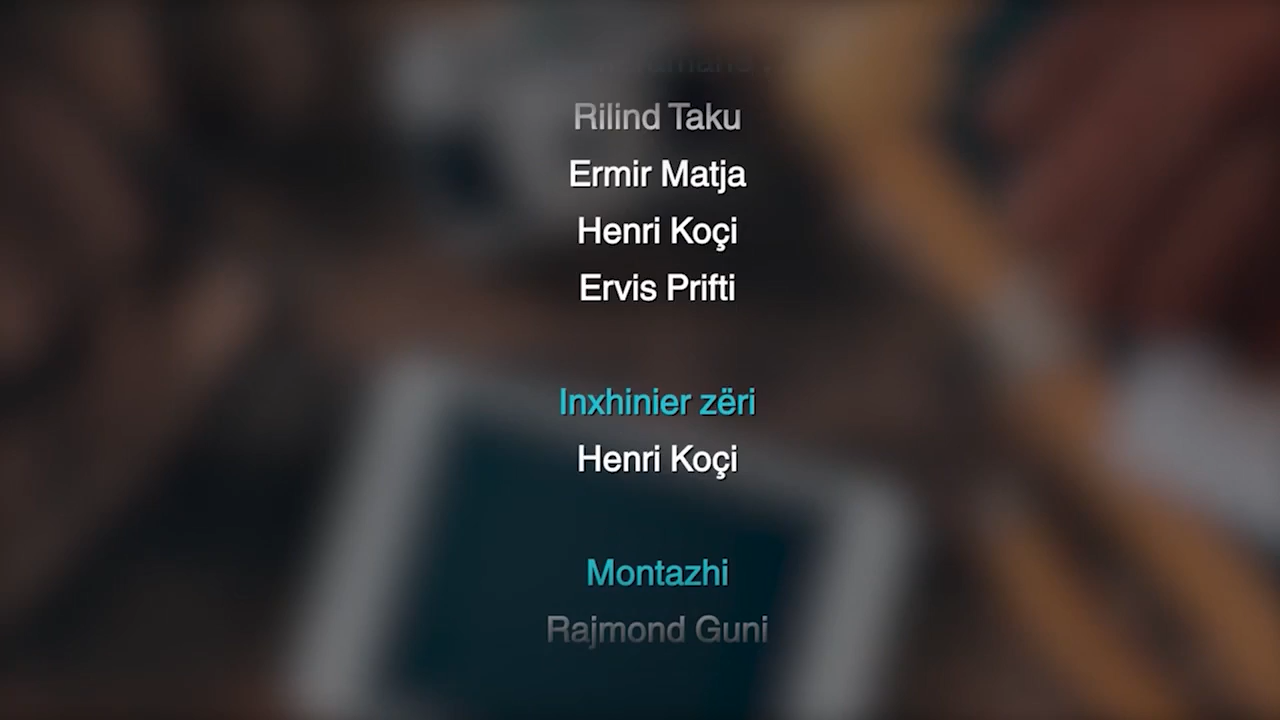 Rilind Taku
Ermir Matja
Henri Koçi
Ervis Prifti
Inxhinier zëri
Henri Koçi
Montazhi
Rajmond Guni